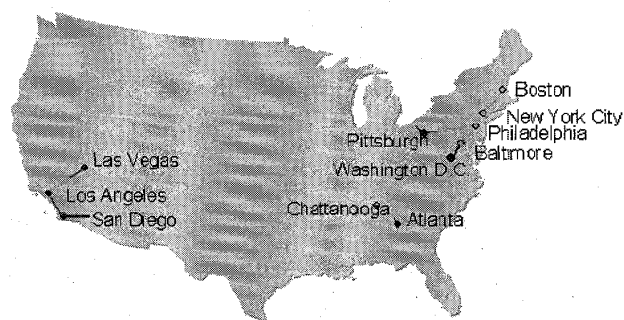 Boston
New York City
Philadelphia
Pittsburgh
Baltimore
Washington D C
Las Vegas
Los Angeles
San Diego
Chattanooga
Atlanta